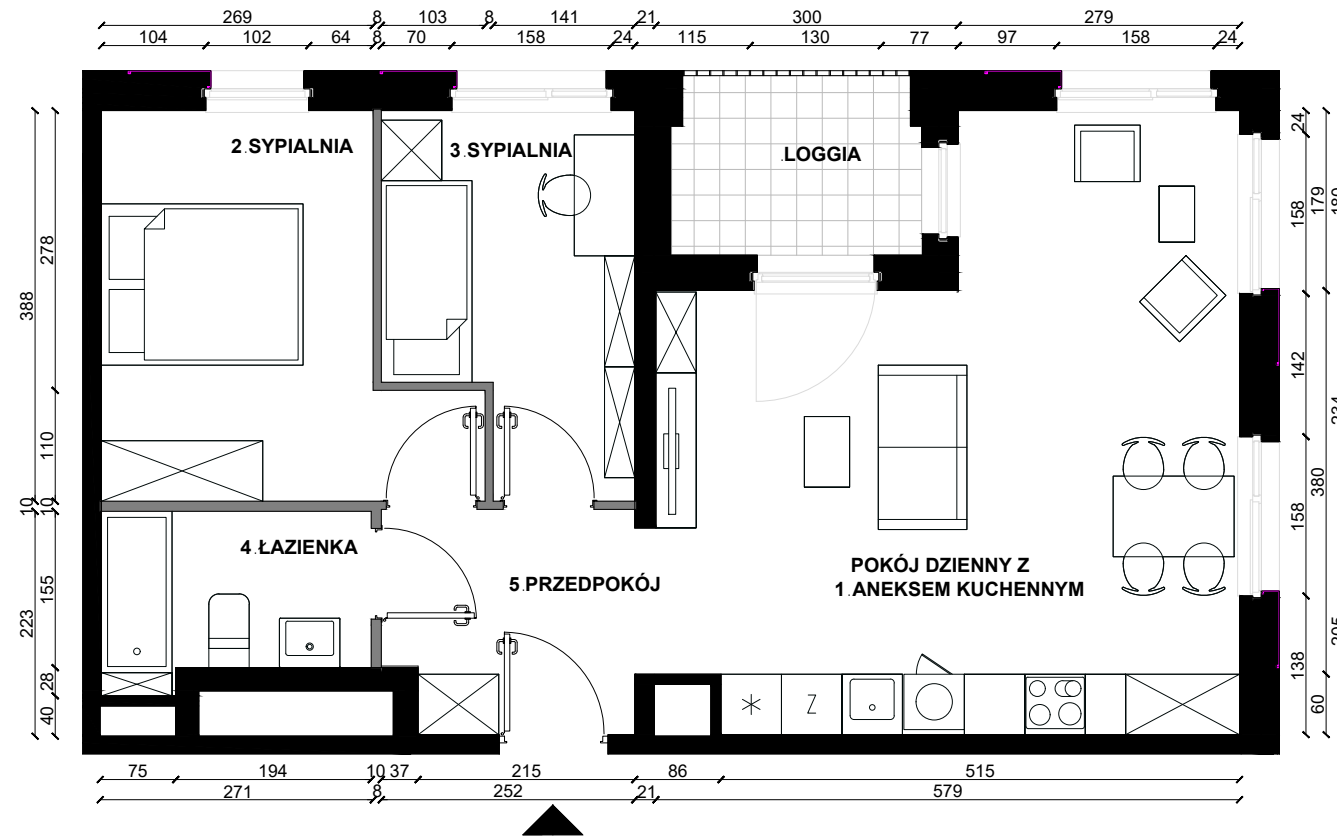 269 8 103 8 141 21 300 279
104 102 64 8 70 158 24 115 130 77 97 158 24
2.SYPIALNIA
3.SYPIALNIA
.LOGGIA
24
158
179
388
278
142
110
380
10
10
158
4.ŁAZIENKA
5.PRZEDPOKÓJ
POKÓJ DZIENNY Z
1.ANEKSEM KUCHENNYM
223
155
138
28
40
60
Z
75 194 10 37 215 86 515
271 8 252 21 579